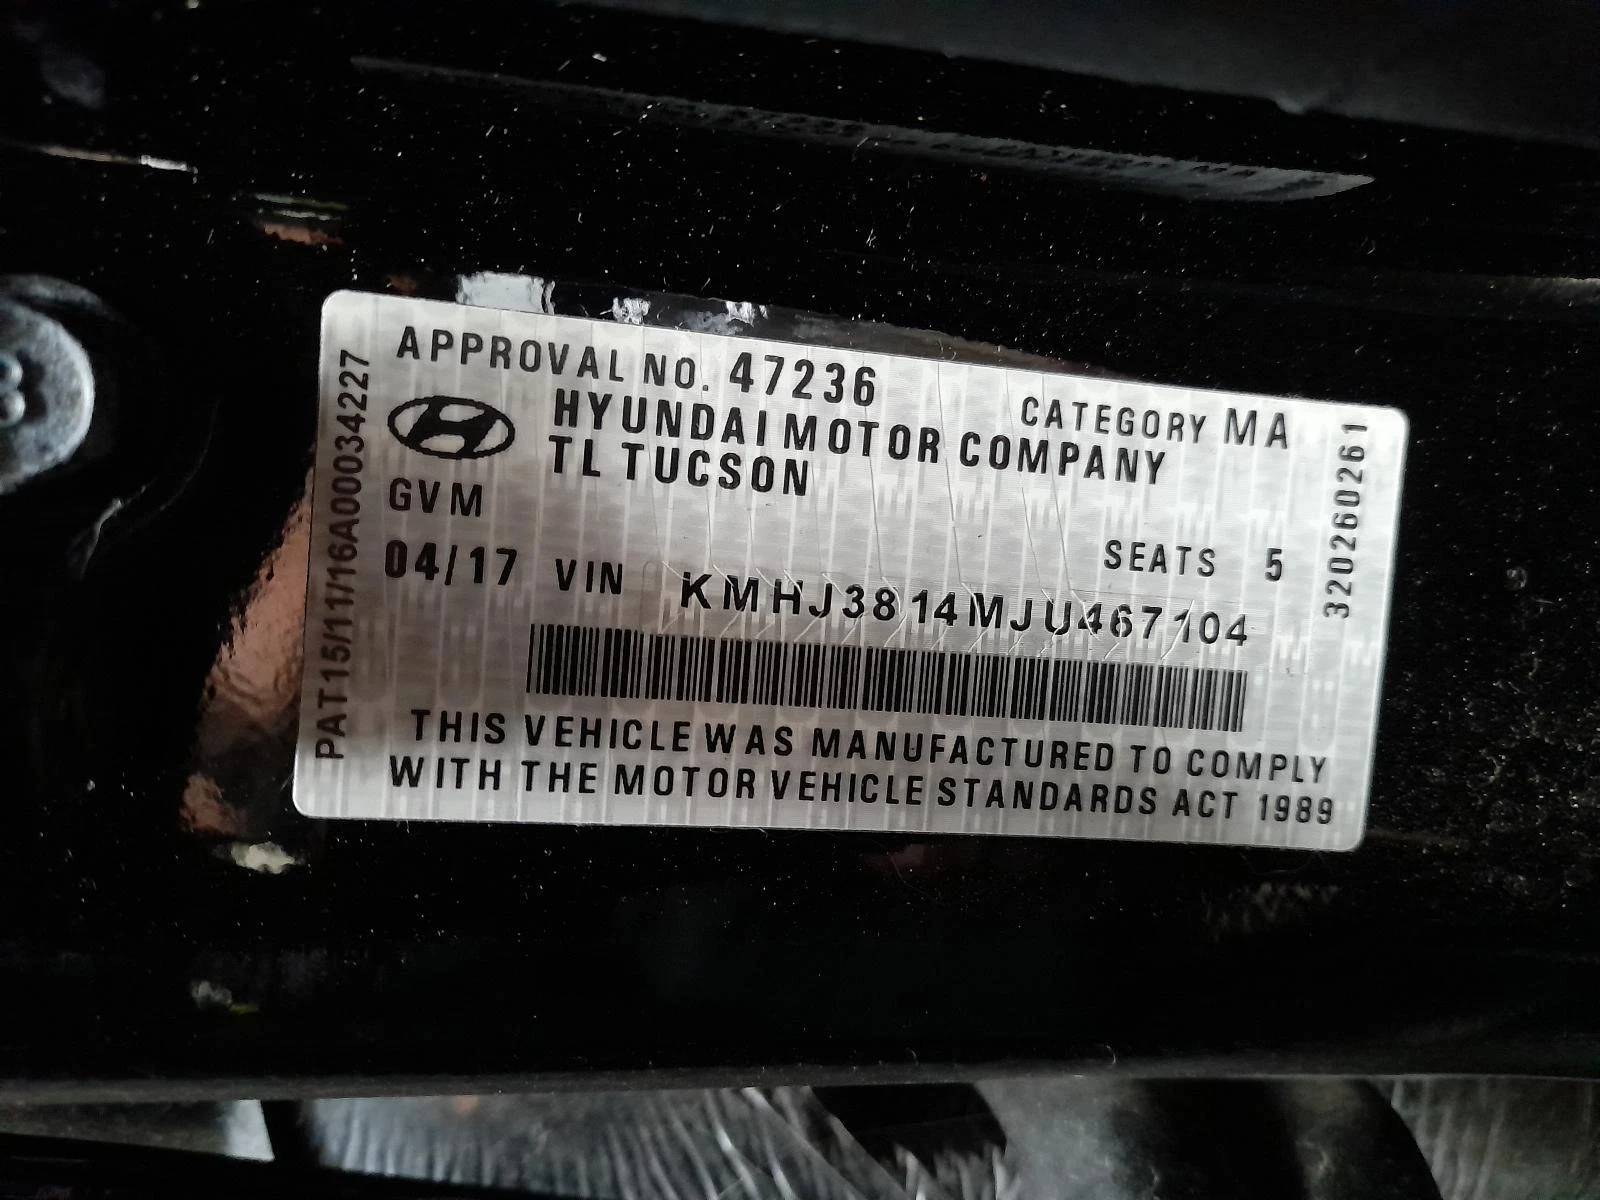 APPROVAL NO. 47236
CATEGORY MA
HYUNDAI MOTOR COMPANY
TL TUCSON
GVM
SEATS 5
04/17 VIN KMHJ3814MJU467104
THIS VEHICLE WAS MANUFACTURED TO COMPLY
WITH THE MOTOR VEHICLE STANDARDS ACT 1989
PAT15/11/16A00034227
320260261